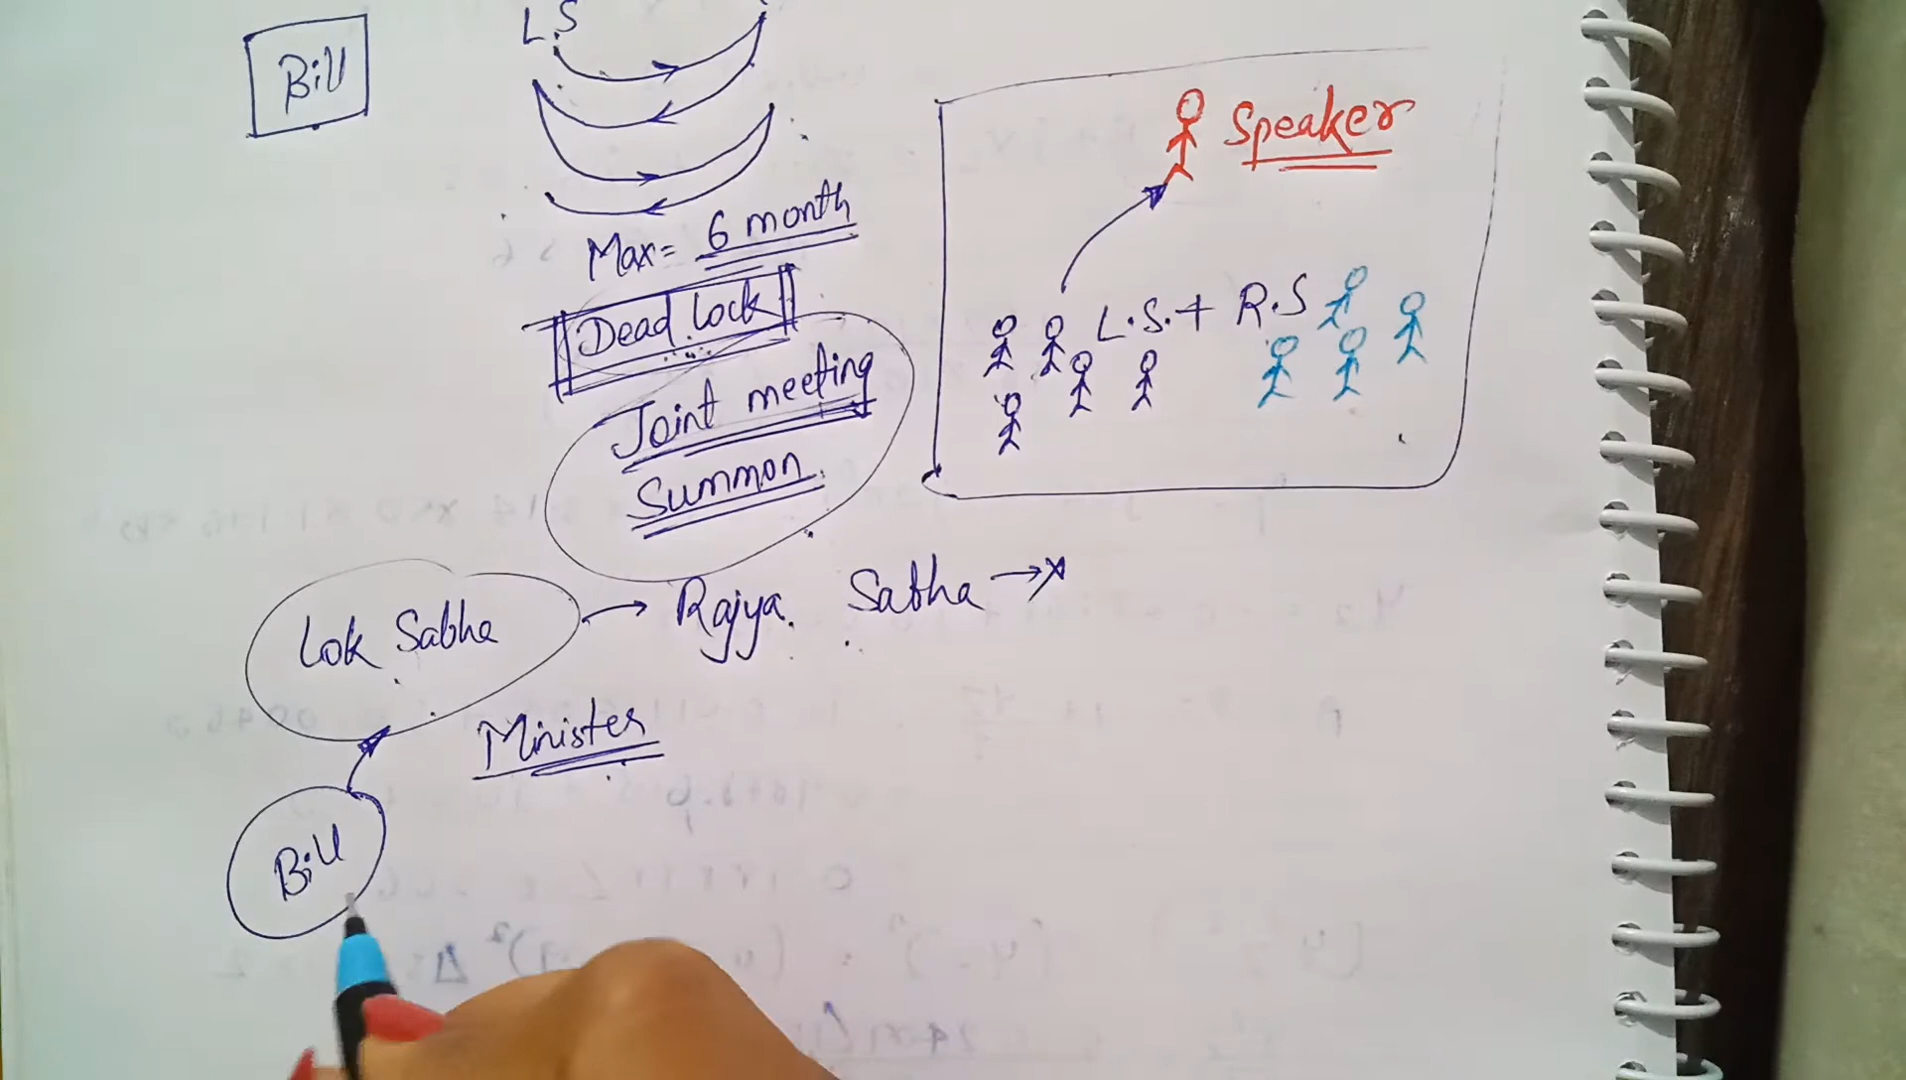 L.S
Bill
Max = 6 month
Dead lock
Joint meeting
Summon
Speaker
L.S. + R.S
Lok Sabha → Rajya Sabha → x
Minister
Bill